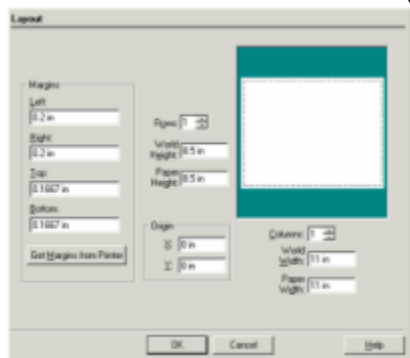 Layout
Margins
Left:
0.2 in
Right:
0.2 in
Top:
0.1667 in
Bottom:
0.1667 in
Get Margins from Printer
Rows: 1
World
Height: 8.5 in
Paper
Height: 8.5 in
Origin
X: 0 in
Y: 0 in
Columns: 1
World
Width: 11 in
Paper
Width: 11 in
OK
Cancel
Help